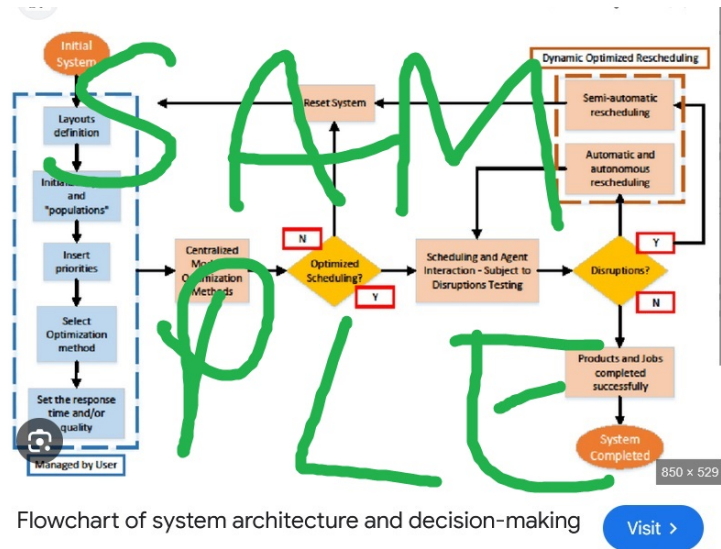 Initial
System
Dynamic Optimized Rescheduling
Reset System
Semi-automatic
rescheduling
Layouts
definition
Automatic and
autonomous
rescheduling
and
"populations"
Insert
priorities
Centralized
Methods
N
Optimized
Scheduling?
Y
Scheduling and Agent
Interaction - Subject to
Disruptions Testing
Disruptions?
Y
N
Select
Optimization
method
Products and Jobs
completed
successfully
Set the response
time and/or
quality
System
Completed
Managed by User
SAM
PLE
850 × 529
Flowchart of system architecture and decision-making
Visit >